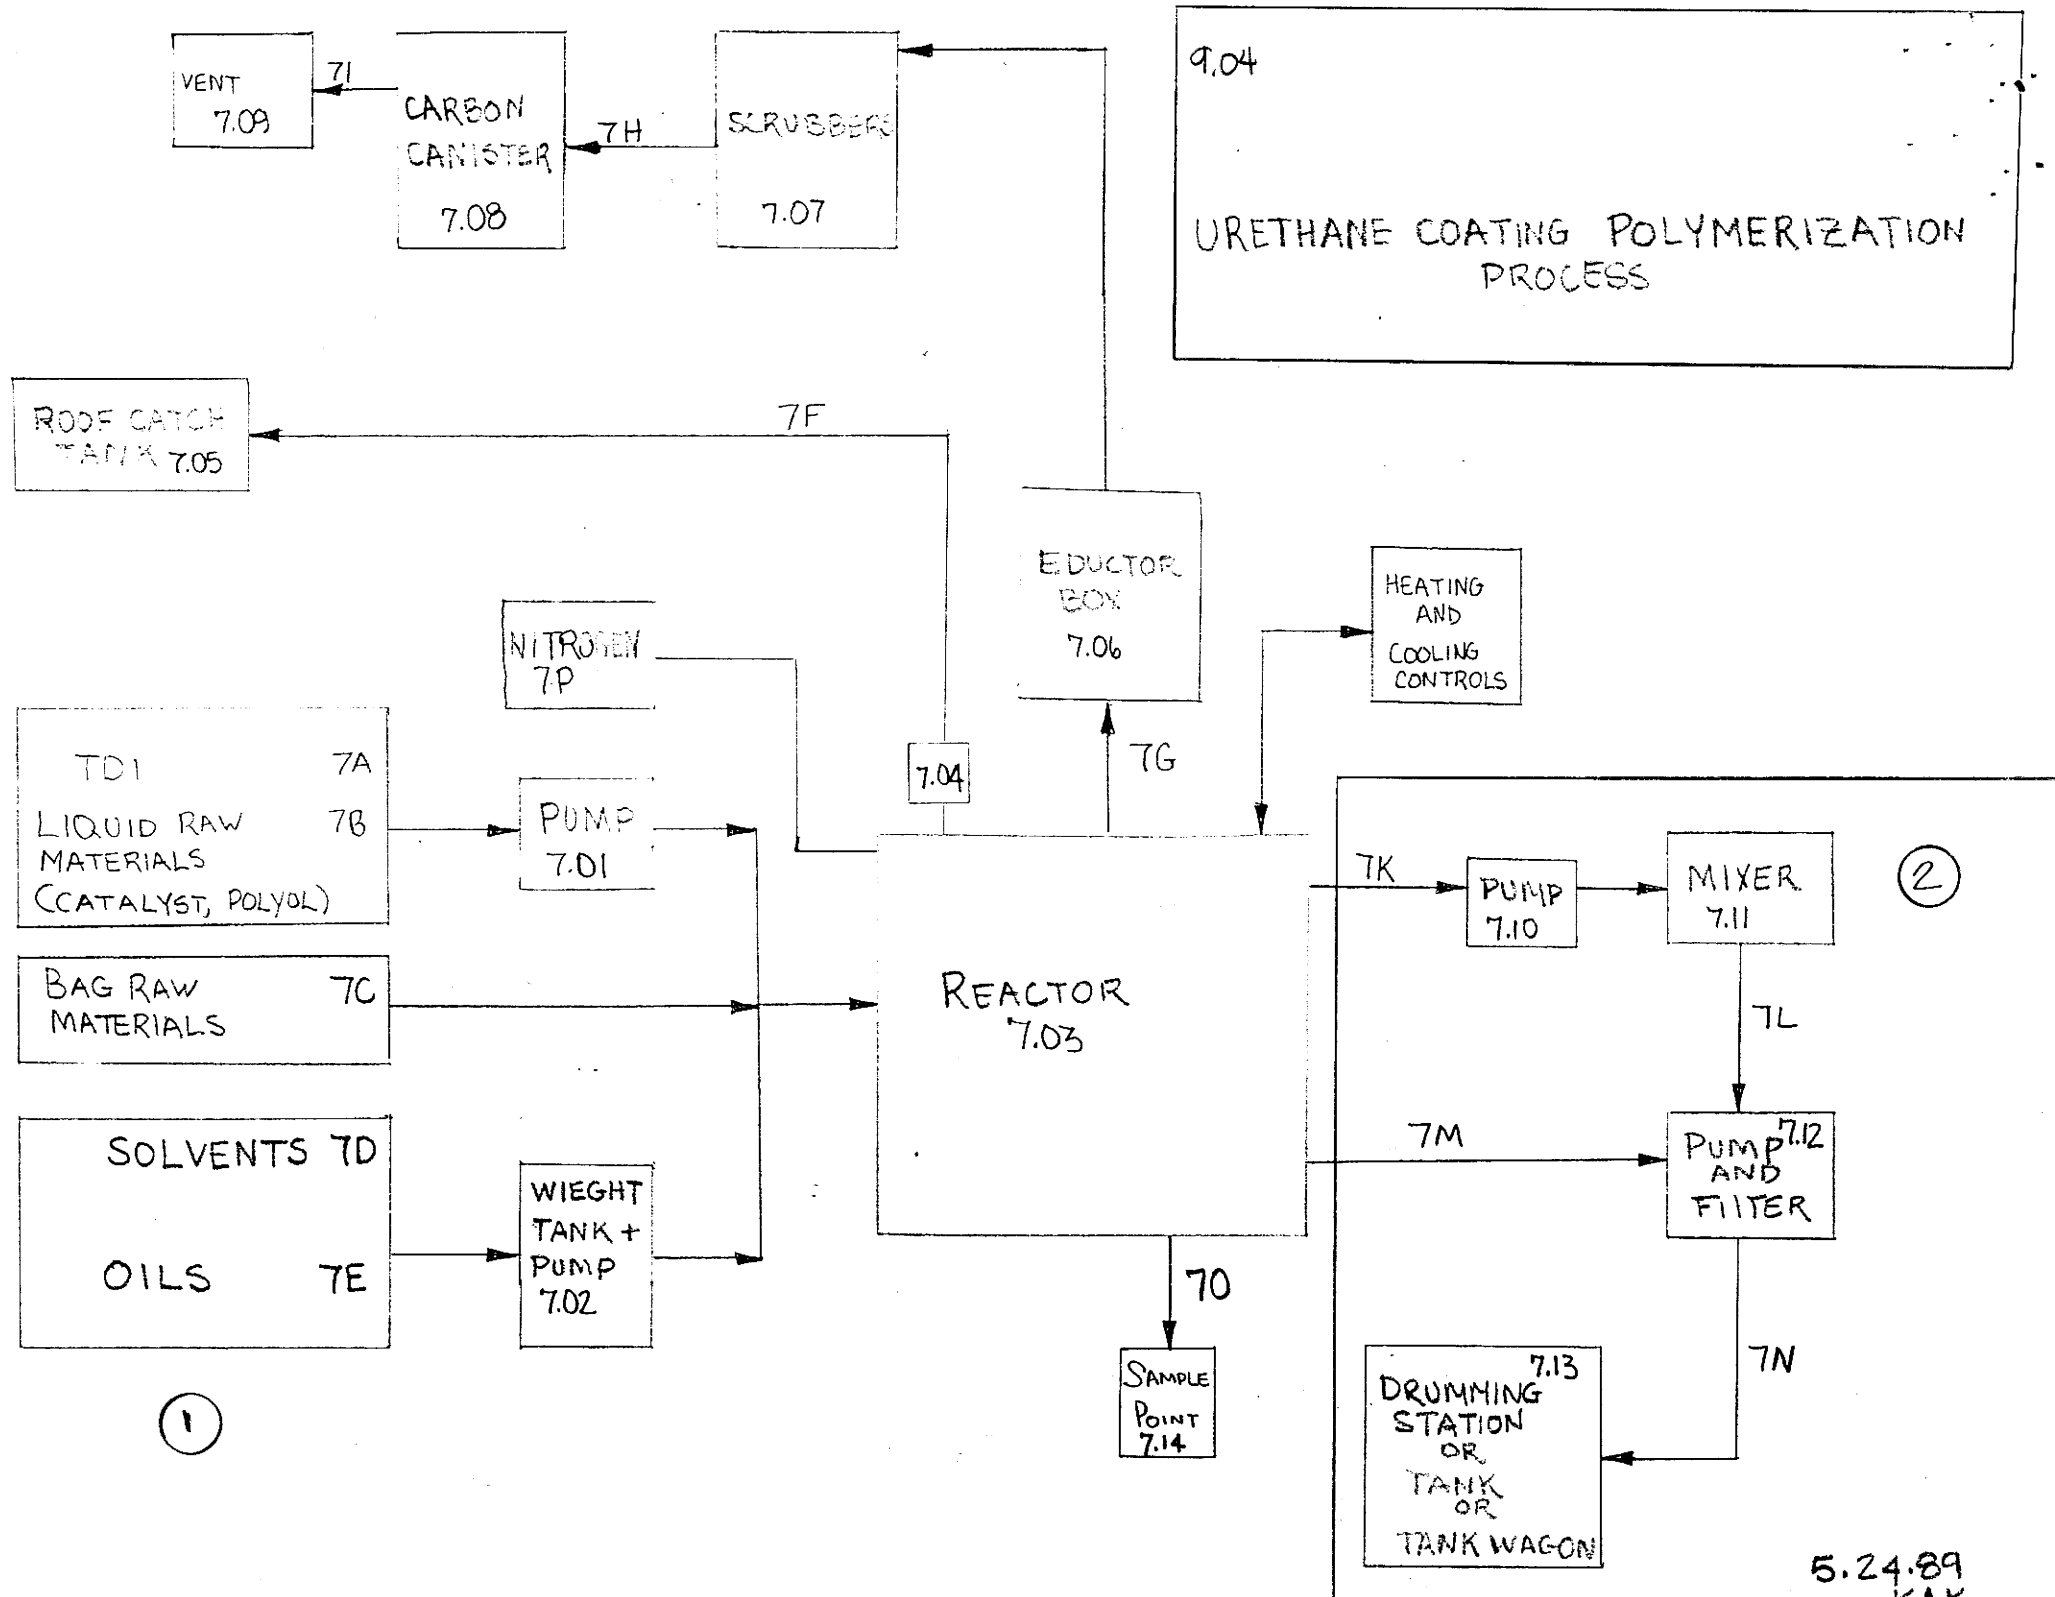 9.04
URETHANE COATING POLYMERIZATION
PROCESS
VENT
7.09
7I
CARBON
CANISTER
7.08
7H
SCRUBBERS
7.07
ROOF CATCH
TANK 7.05
7F
EDUCTOR
BOX
7.06
HEATING
AND
COOLING
CONTROLS
NITROGEN
7P
7.04
7G
TDI 7A
LIQUID RAW 7B
MATERIALS
(CCATALYST, POLYOL)
PUMP
7.01
BAG RAW 7C
MATERIALS
SOLVENTS 7D
OILS 7E
WIEGHT
TANK +
PUMP
7.02
REACTOR
7.03
7O
SAMPLE
POINT
7.14
7K
PUMP
7.10
MIXER
7.11
2
7L
7M
PUMP 7.12
AND
FIlTER
7N
7.13
DRUMMING
STATION
OR
TANK
OR
TANK WAGON
1
5.24.89